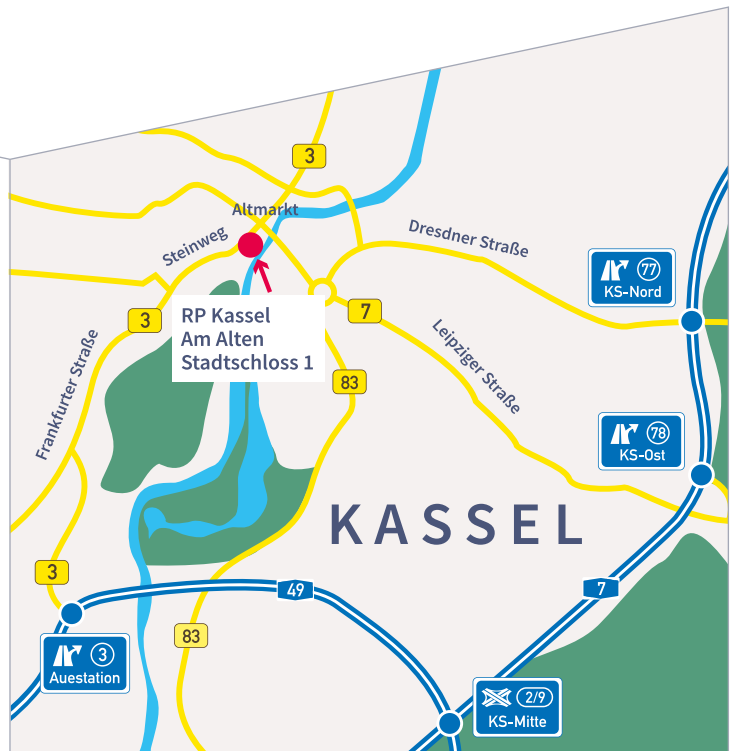 3
Altmarkt
Steinweg
Dresdner Straße
77
KS-Nord
RP Kassel
Am Alten
Stadtschloss 1
3
7
Frankfurter Straße
Leipziger Straße
83
78
KS-Ost
KASSEL
3
49
7
83
3
Auestation
2/9
KS-Mitte